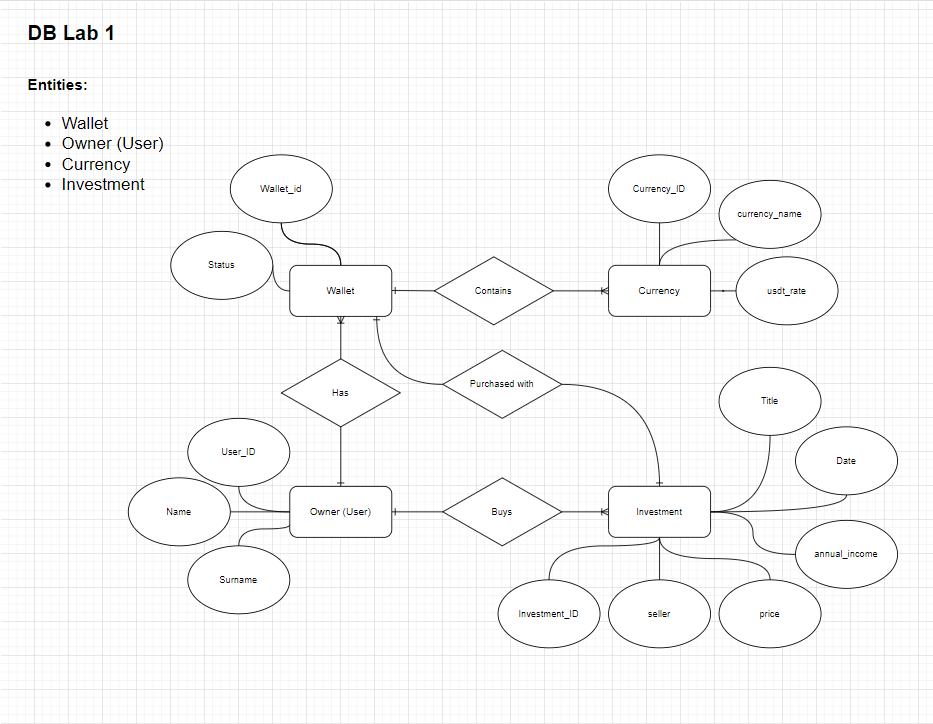 DB Lab 1
Entities:
Wallet
Owner (User)
Currency
Investment
Wallet_id
Currency_ID
currency_name
Status
Wallet
Contains
Currency
usdt_rate
Purchased with
Has
Title
User_ID
Date
Name
Owner (User)
Buys
Investment
annual_income
Surname
Investment_ID
seller
price